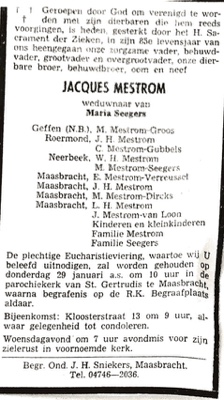 † † Geroepen door God om verenigd te wor-
den met zijn dierbaren die hem reeds
voorgingen, is heden, gesterkt door het H. Sa-
crament der Zieken, in zijn 83e levensjaar van
ons heengegaan onze zorgzame vader, behuwd-
vader, grootvader en overgrootvader, onze dier-
bare broer, behuwdbroer, oom en neef
JACQUES MESTROM
weduwnaar van
Maria Seegers
Geffen (N.B.), M. Mestrom-Groos
Roermond, J. H. Mestrom
C. Mestrom-Gubbels
Neerbeek, W. H. Mestrom
M. Mestrom-Seegers
Maasbracht, E. Mestrom-Verreusset
Maasbracht, J. H. Mestrom
Maasbracht, M. Mestrom-Dircks
Maasbracht, L. H. Mestrom
J. Mestrom-van Loon
Kinderen en kleinkinderen
Familie Mestrom
Familie Seegers
De plechtige Eucharistieviering, waartoe wij U
beleefd uitnodigen, zal worden gehouden op
donderdag 29 januari a.s. om 10 uur in de
parochiekerk van St. Gertrudis te Maasbracht,
waarna begrafenis op de R.K. Begraafplaats
aldaar.
Bijeenkomst: Kloosterstraat 13 om 9 uur, al-
waar gelegenheid tot condoleren.
Woensdagavond om 7 uur avondmis voor
zijn zielerust in voornoemde kerk.
Begr. Ond. J. H. Sniekers, Maasbracht.
Tel. 04746-2036.